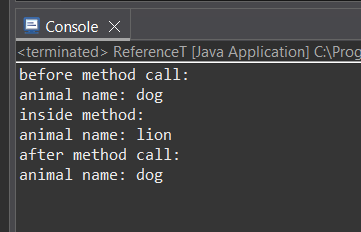 Console
<terminated> ReferenceT [Java Application] C:\Prog
before method call:
animal name: dog
inside method:
animal name: lion
after method call:
animal name: dog